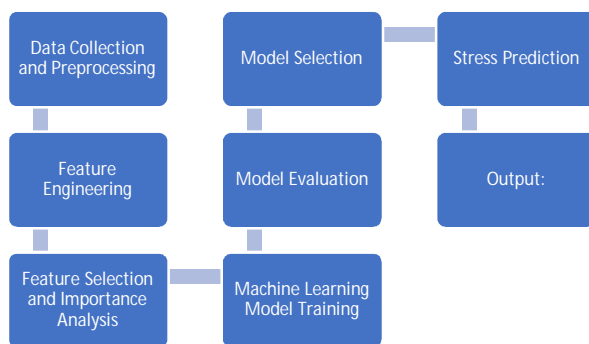 Data Collection
and Preprocessing
Feature
Engineering
Feature Selection
and Importance
Analysis
Machine Learning
Model Training
Model Evaluation
Model Selection
Stress Prediction
Output: